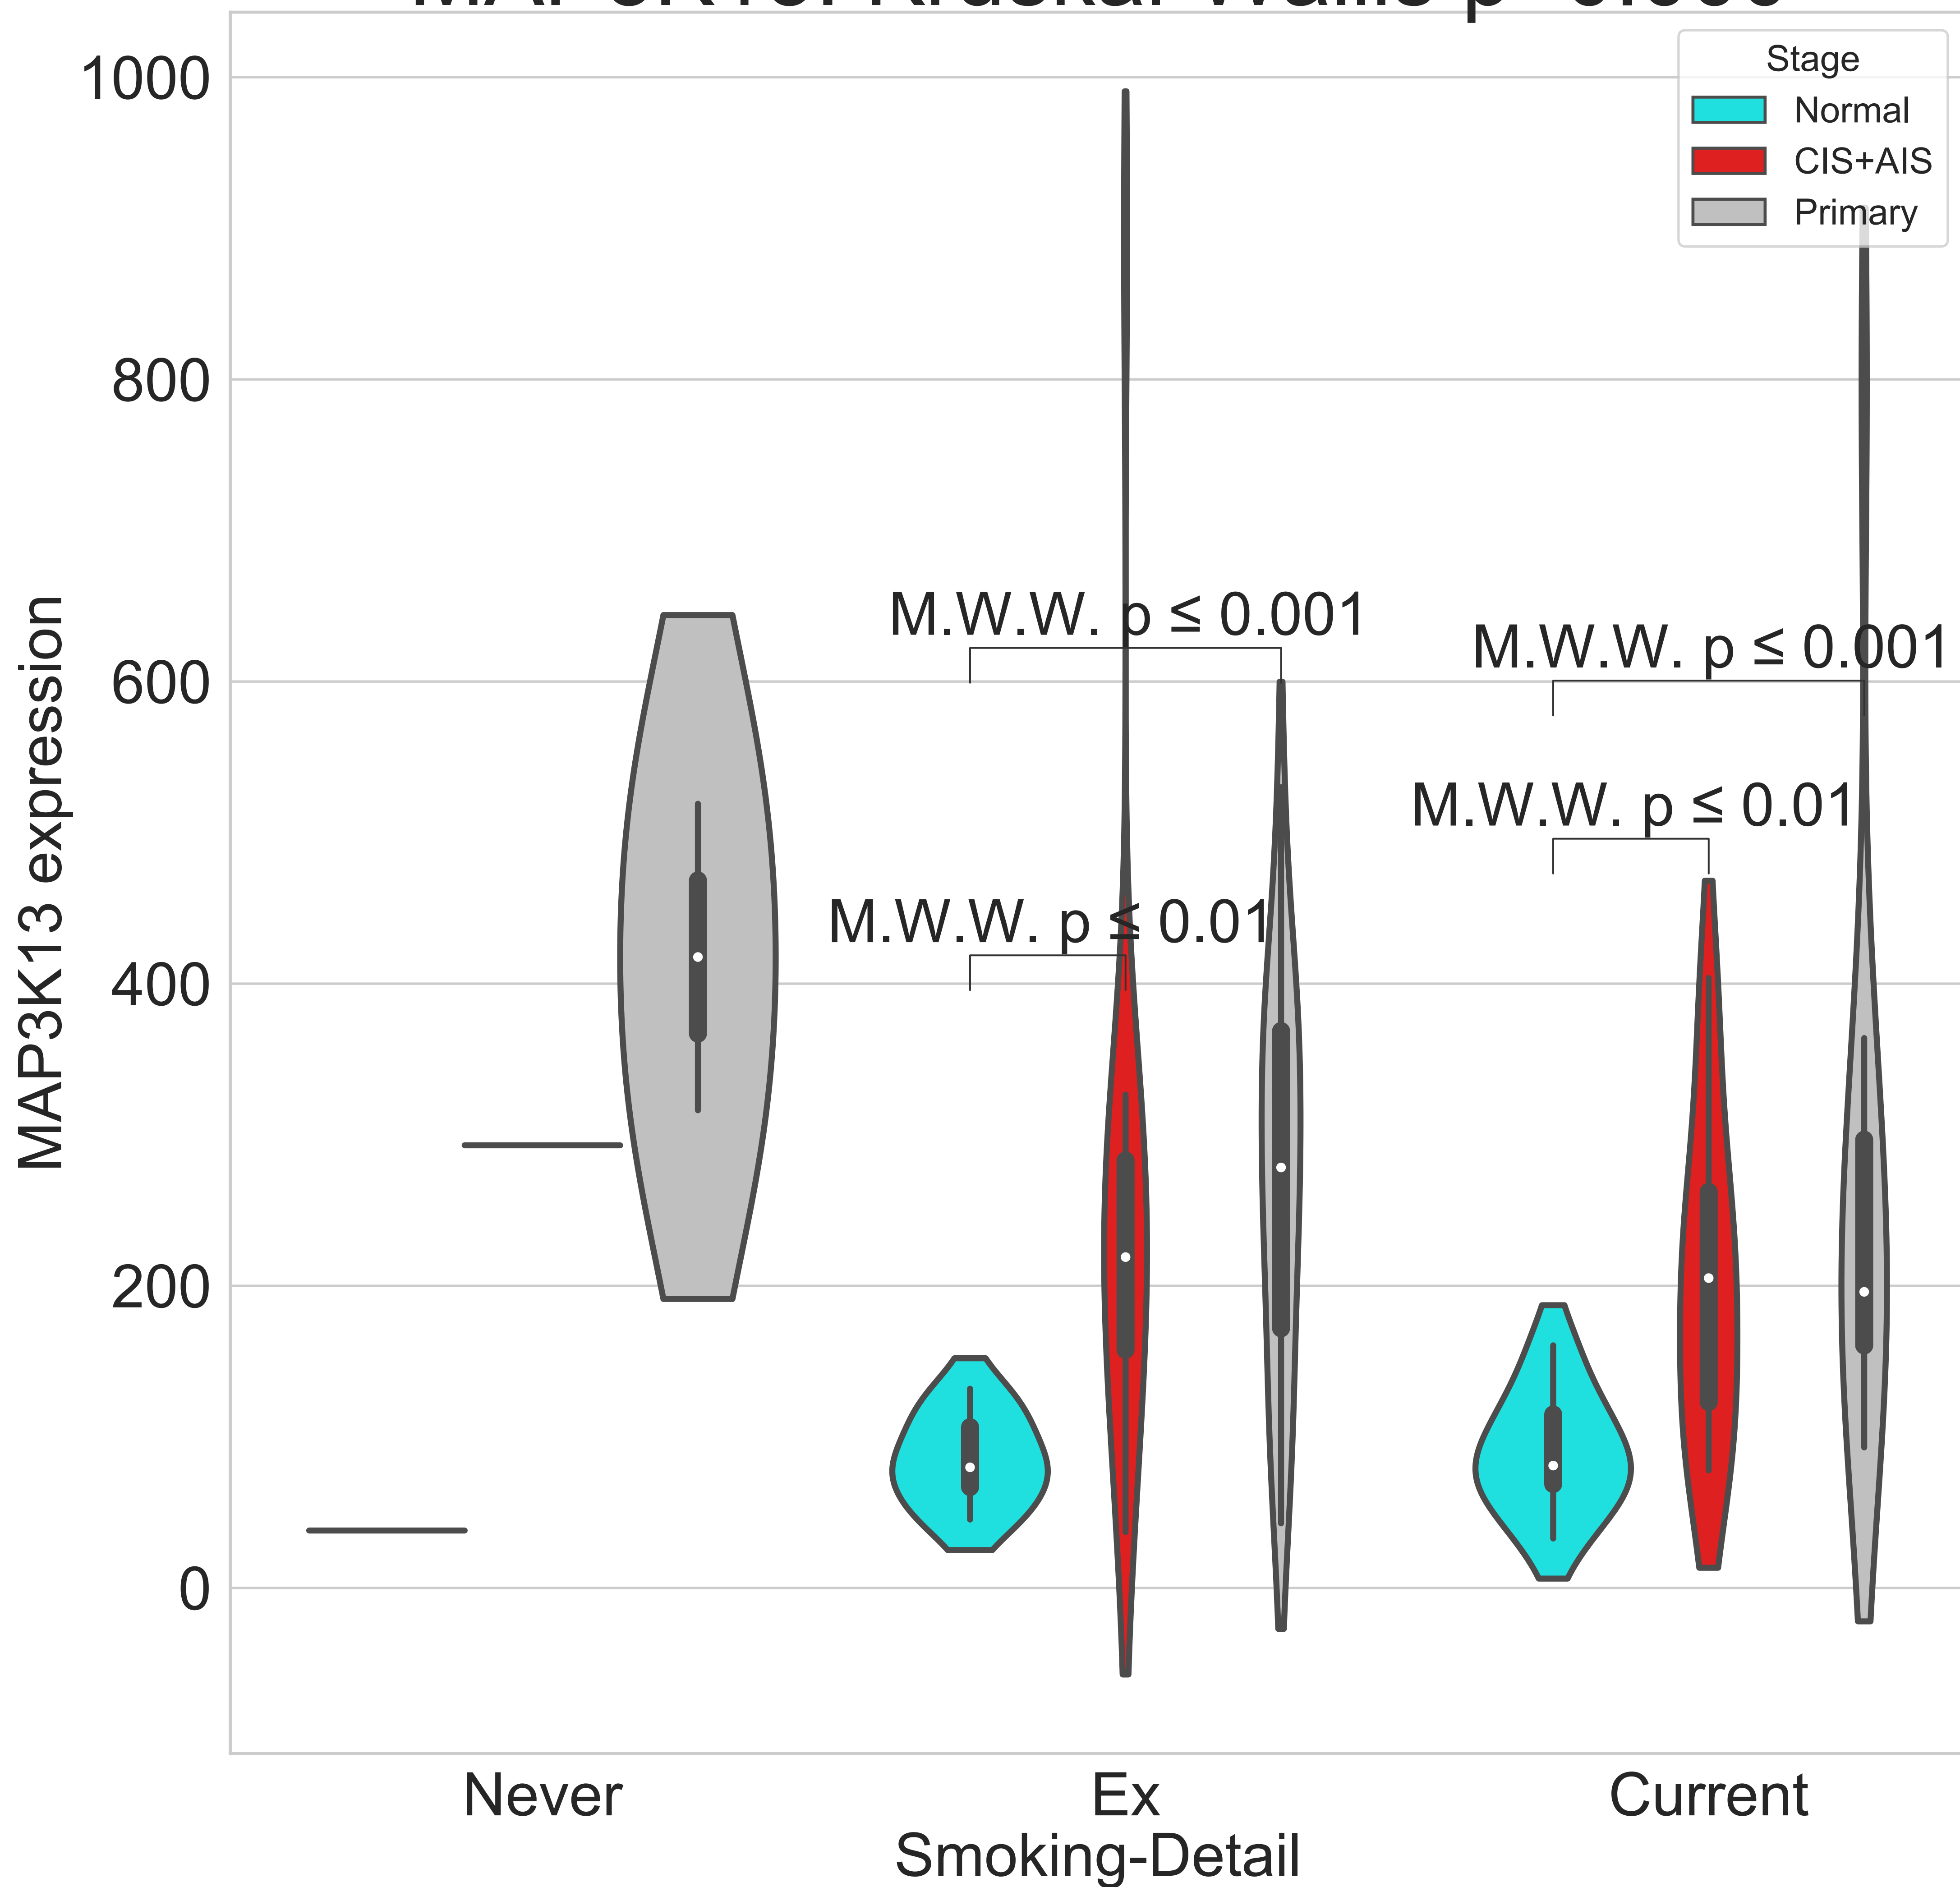 1000
800
600
400
200
0
MAP3K13 expression
Stage
Normal
CIS+AIS
Primary
M.W.W. p ≤ 0.001
M.W.W. p ≤ 0.001
M.W.W. p ≤ 0.01
M.W.W. p ≤ 0.01
Never
Ex
Current
Smoking-Detail